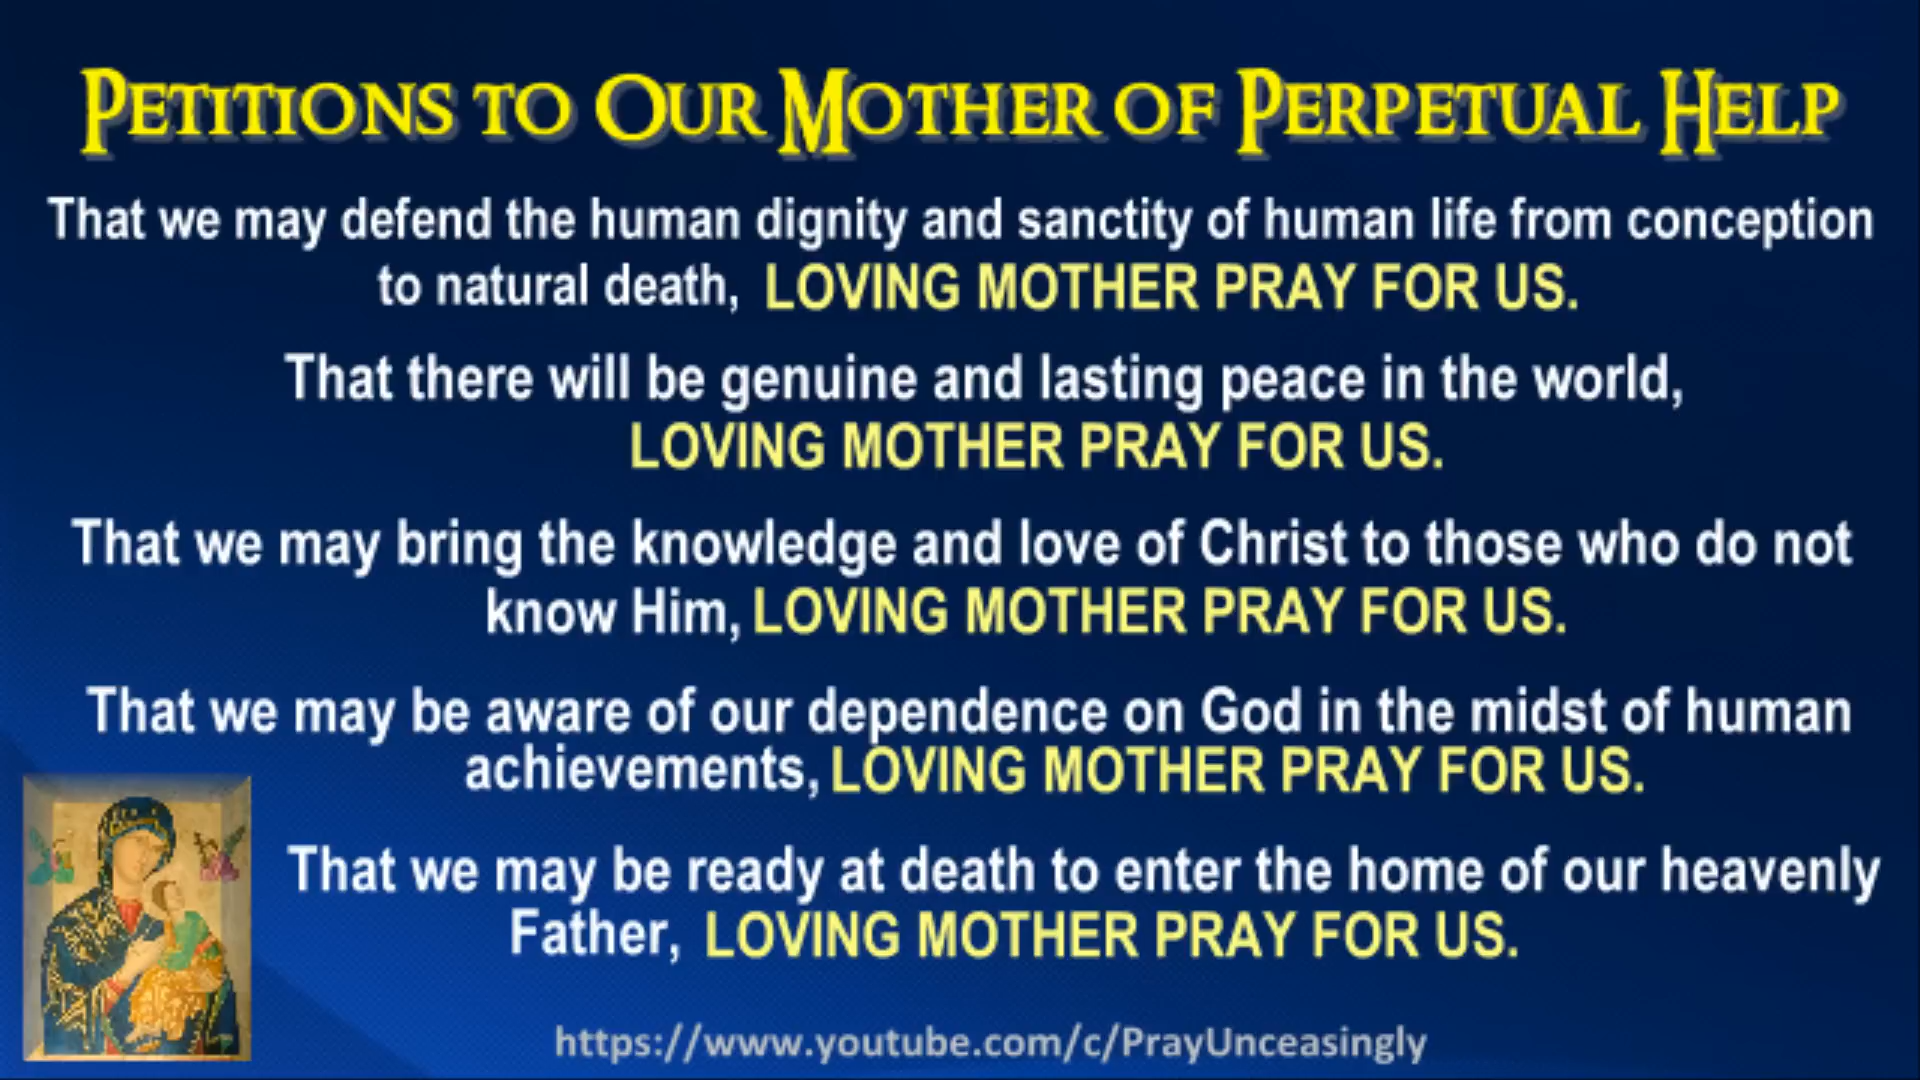 PETITIONS TO OUR MOTHER OF PERPETUAL HELP
That we may defend the human dignity and sanctity of human life from conception
to natural death, LOVING MOTHER PRAY FOR US.
That there will be genuine and lasting peace in the world,
LOVING MOTHER PRAY FOR US.
That we may bring the knowledge and love of Christ to those who do not
know Him, LOVING MOTHER PRAY FOR US.
That we may be aware of our dependence on God in the midst of human
achievements, LOVING MOTHER PRAY FOR US.
That we may be ready at death to enter the home of our heavenly
Father, LOVING MOTHER PRAY FOR US.
https://www.youtube.com/c/PrayUnceasingly